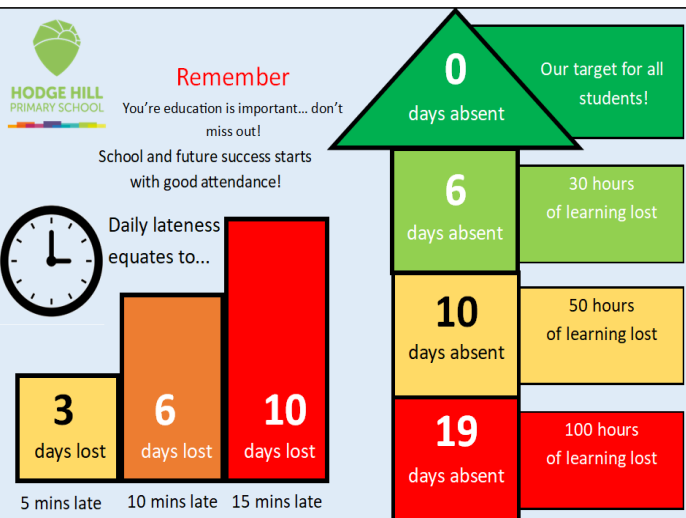 HODGE HILL
PRIMARY SCHOOL
Remember
You're education is important... don't
miss out!
School and future success starts
with good attendance!
Daily lateness
equates to...
3
days lost
5 mins late
6
days lost
10 mins late
10
days lost
15 mins late
0
days absent
Our target for all
students!
6
days absent
30 hours
of learning lost
10
days absent
50 hours
of learning lost
19
days absent
100 hours
of learning lost